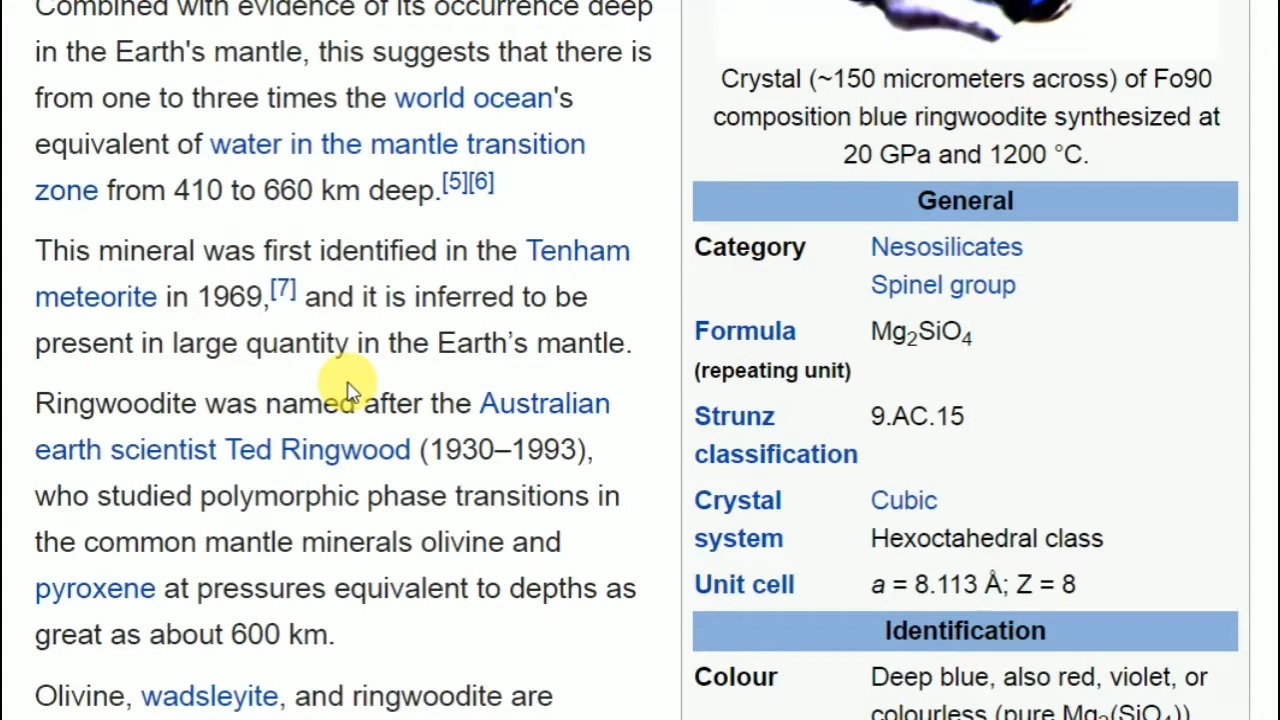 Combined with evidence of its occurrence deep
in the Earth's mantle, this suggests that there is
from one to three times the world ocean's
equivalent of water in the mantle transition
zone from 410 to 660 km deep.[5][6]
This mineral was first identified in the Tenham
meteorite in 1969,[7] and it is inferred to be
present in large quantity in the Earth’s mantle.
Ringwoodite was named after the Australian
earth scientist Ted Ringwood (1930–1993),
who studied polymorphic phase transitions in
the common mantle minerals olivine and
pyroxene at pressures equivalent to depths as
great as about 600 km.
Olivine, wadsleyite, and ringwoodite are
Crystal (~150 micrometers across) of Fo90
composition blue ringwoodite synthesized at
20 GPa and 1200 °C.
General
Category Nesosilicates
Spinel group
Formula Mg₂SiO₄
(repeating unit)
Strunz 9.AC.15
classification
Crystal Cubic
system Hexoctahedral class
Unit cell a = 8.113 Å; Z = 8
Identification
Colour Deep blue, also red, violet, or
colourless (pure Mg₂(SiO₄))